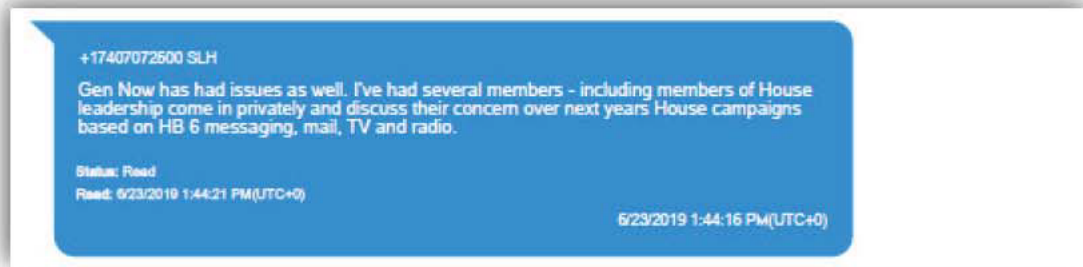 +17407072500 SLH
Gen Now has had issues as well. I've had several members - including members of House
leadership come in privately and discuss their concern over next years House campaigns
based on HB 6 messaging, mail, TV and radio.
Status: Read
Read: 6/23/2019 1:44:21 PM(UTC+0)
6/23/2019 1:44:16 PM(UTC+0)